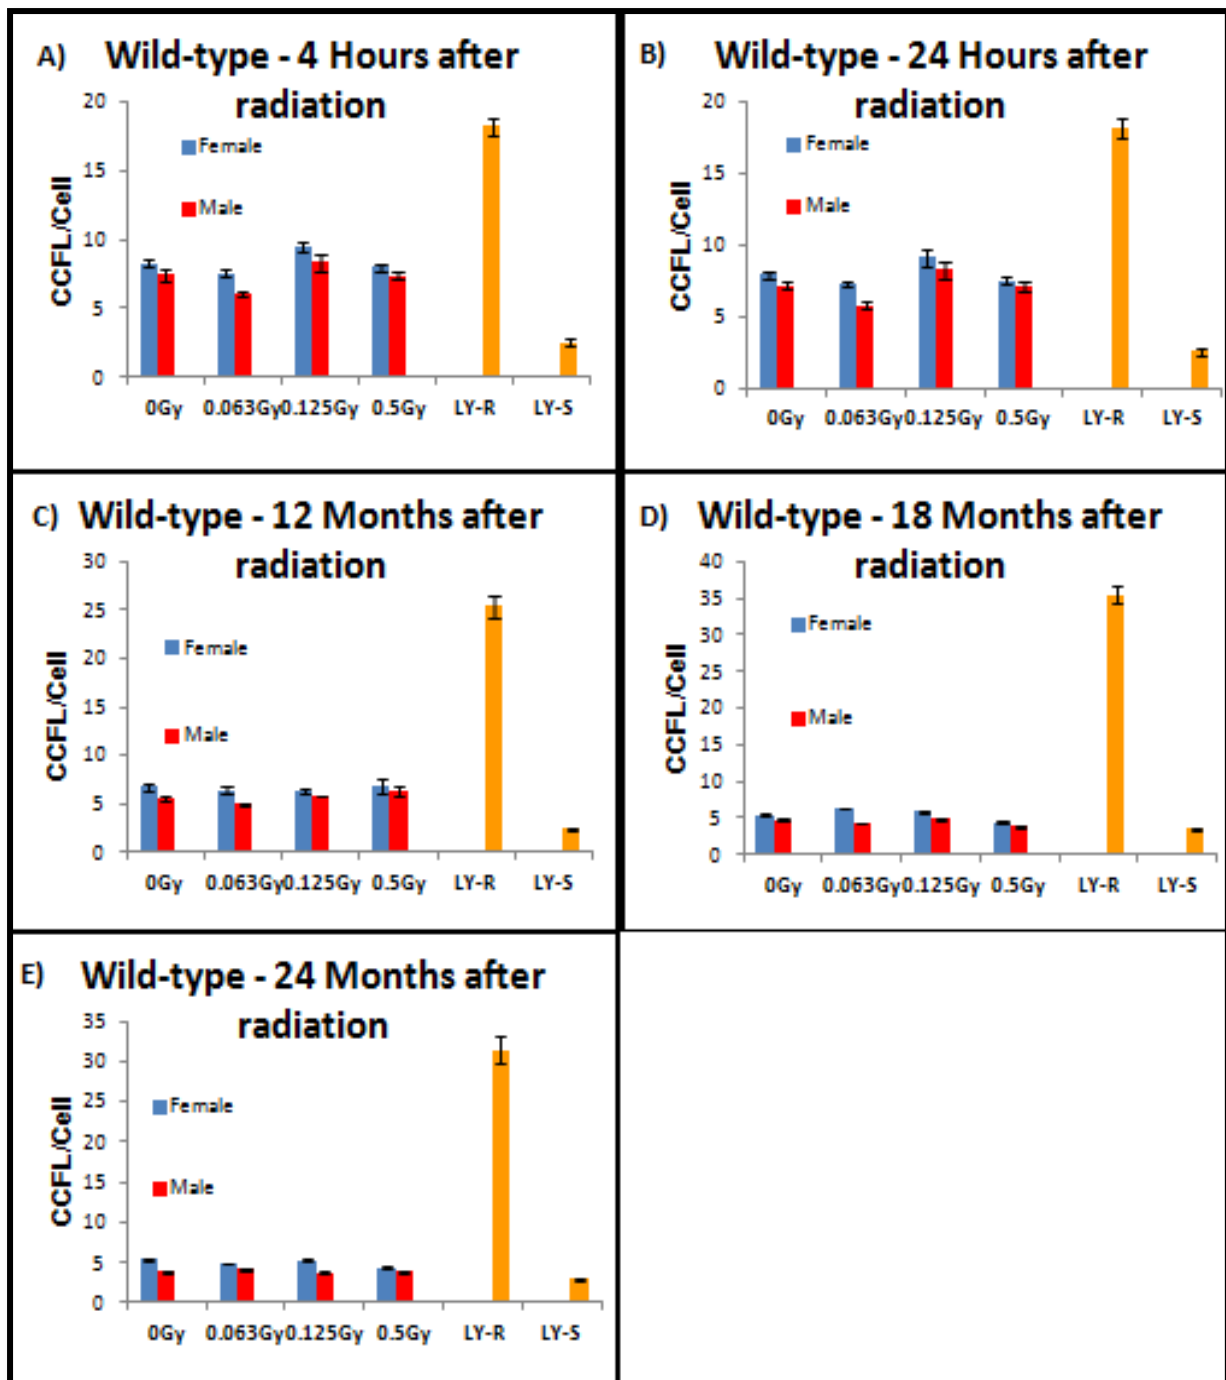 A) Wild-type - 4 Hours after
radiation
20
15
10
5
0
CCFL/Cell
Female
Male
0Gy 0.063Gy 0.125Gy 0.5Gy LY-R LY-S
B) Wild-type - 24 Hours after
radiation
20
15
10
5
0
CCFL/Cell
Female
Male
0Gy 0.063Gy 0.125Gy 0.5Gy LY-R LY-S
C) Wild-type - 12 Months after
radiation
30
25
20
15
10
5
0
CCFL/Cell
Female
Male
0Gy 0.063Gy 0.125Gy 0.5Gy LY-R LY-S
D) Wild-type - 18 Months after
radiation
40
35
30
25
20
15
10
5
0
CCFL/Cell
Female
Male
0Gy 0.063Gy 0.125Gy 0.5Gy LY-R LY-S
E) Wild-type - 24 Months after
radiation
35
30
25
20
15
10
5
0
CCFL/Cell
Female
Male
0Gy 0.063Gy 0.125Gy 0.5Gy LY-R LY-S